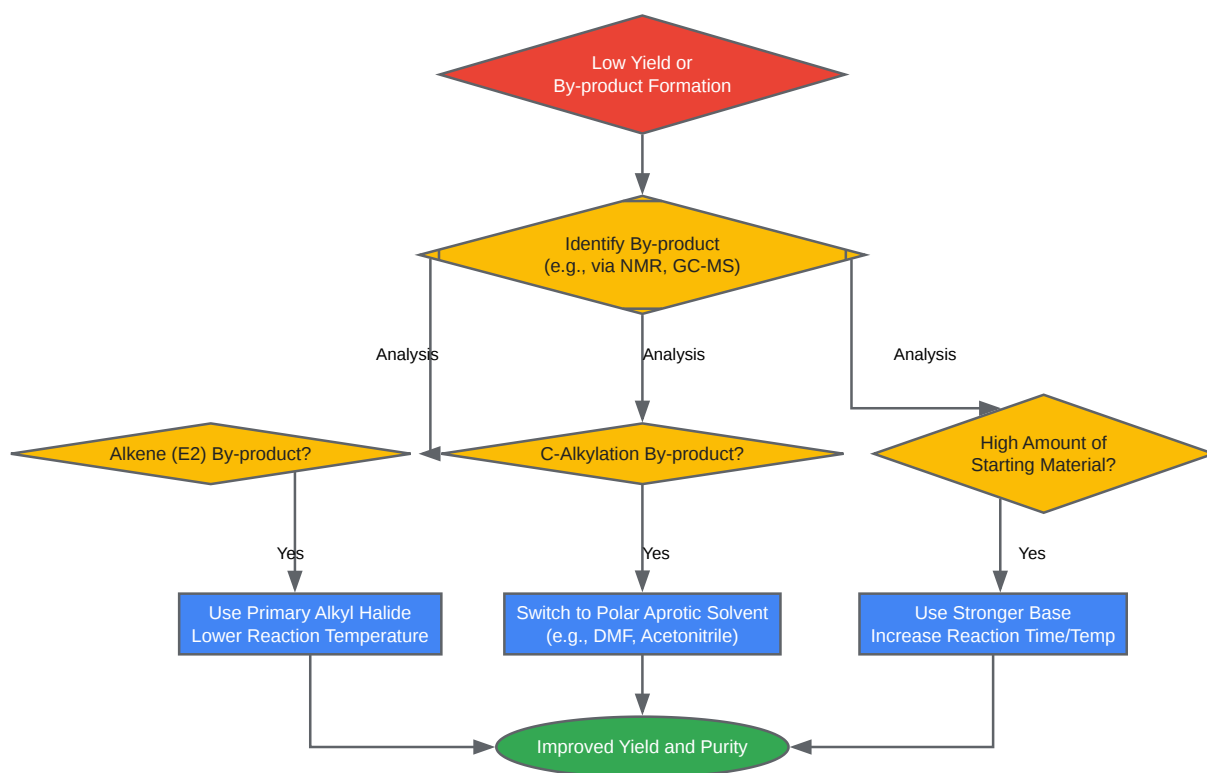 Low Yield or
By-product Formation
Identify By-product
(e.g., via NMR, GC-MS)
Analysis
Analysis
Analysis
Alkene (E2) By-product?
C-Alkylation By-product?
High Amount of
Starting Material?
Yes
Yes
Yes
Use Primary Alkyl Halide
Lower Reaction Temperature
Switch to Polar Aprotic Solvent
(e.g., DMF, Acetonitrile)
Use Stronger Base
Increase Reaction Time/Temp
Improved Yield and Purity